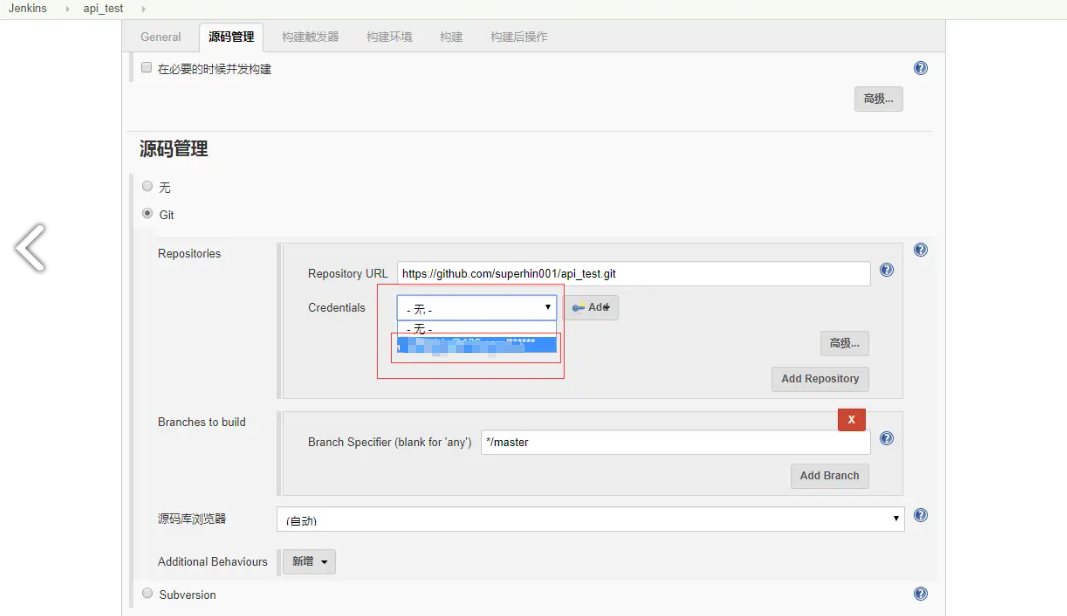 Jenkins api_test
General 源码管理 构建触发器 构建环境 构建 构建后操作
在必要的时候并发构建
高级...
源码管理
无
Git
Repositories
Repository URL https://github.com/superhin001/api_test.git
Credentials - 无 - Add
- 无 -
高级...
Add Repository
Branches to build
X
Branch Specifier (blank for 'any') */master
Add Branch
源码库浏览器 (自动)
Additional Behaviours 新增
Subversion